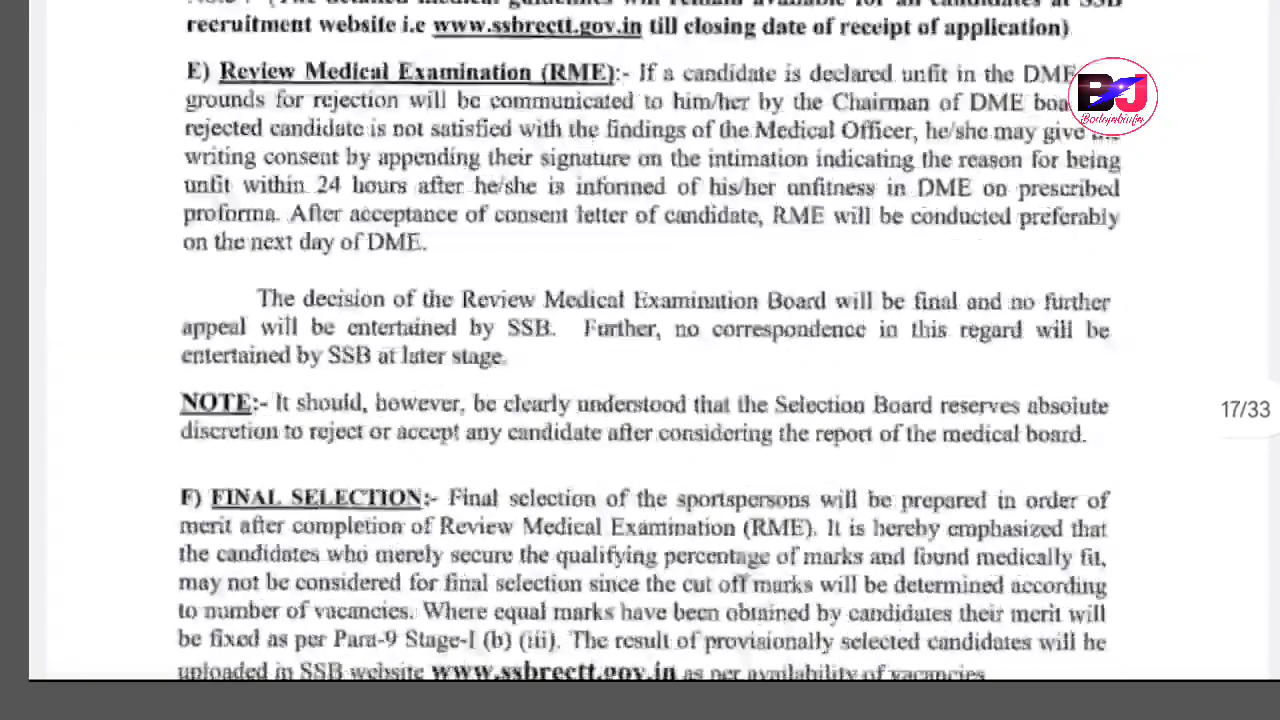 recruitment website i.e www.ssbrectt.gov.in till closing date of receipt of application)
E) Review Medical Examination (RME):- If a candidate is declared unfit in the DME
grounds for rejection will be communicated to him/her by the Chairman of DME
rejected candidate is not satisfied with the findings of the Medical Officer, he/she may give
writing consent by appending their signature on the intimation indicating the reason for being
unfit within 24 hours after he/she is informed of his/her unfitness in DME on prescribed
proforma. After acceptance of consent letter of candidate, RME will be conducted preferably
on the next day of DME.
The decision of the Review Medical Examination Board will be final and no further
appeal will be entertained by SSB. Further, no correspondence in this regard will be
entertained by SSB at later stage.
NOTE:- It should, however, be clearly understood that the Selection Board reserves absolute
discretion to reject or accept any candidate after considering the report of the medical board.
F) FINAL SELECTION:- Final selection of the sportspersons will be prepared in order of
merit after completion of Review Medical Examination (RME). It is hereby emphasized that
the candidates who merely secure the qualifying percentage of marks and found medically fit,
may not be considered for final selection since the cut off marks will be determined according
to number of vacancies. Where equal marks have been obtained by candidates their merit will
be fixed as per Para-9 Stage-I (b) (iii). The result of provisionally selected candidates will be
uploaded in SSB website www.ssbrectt.gov.in as per availability of vacancies
17/33
BJ